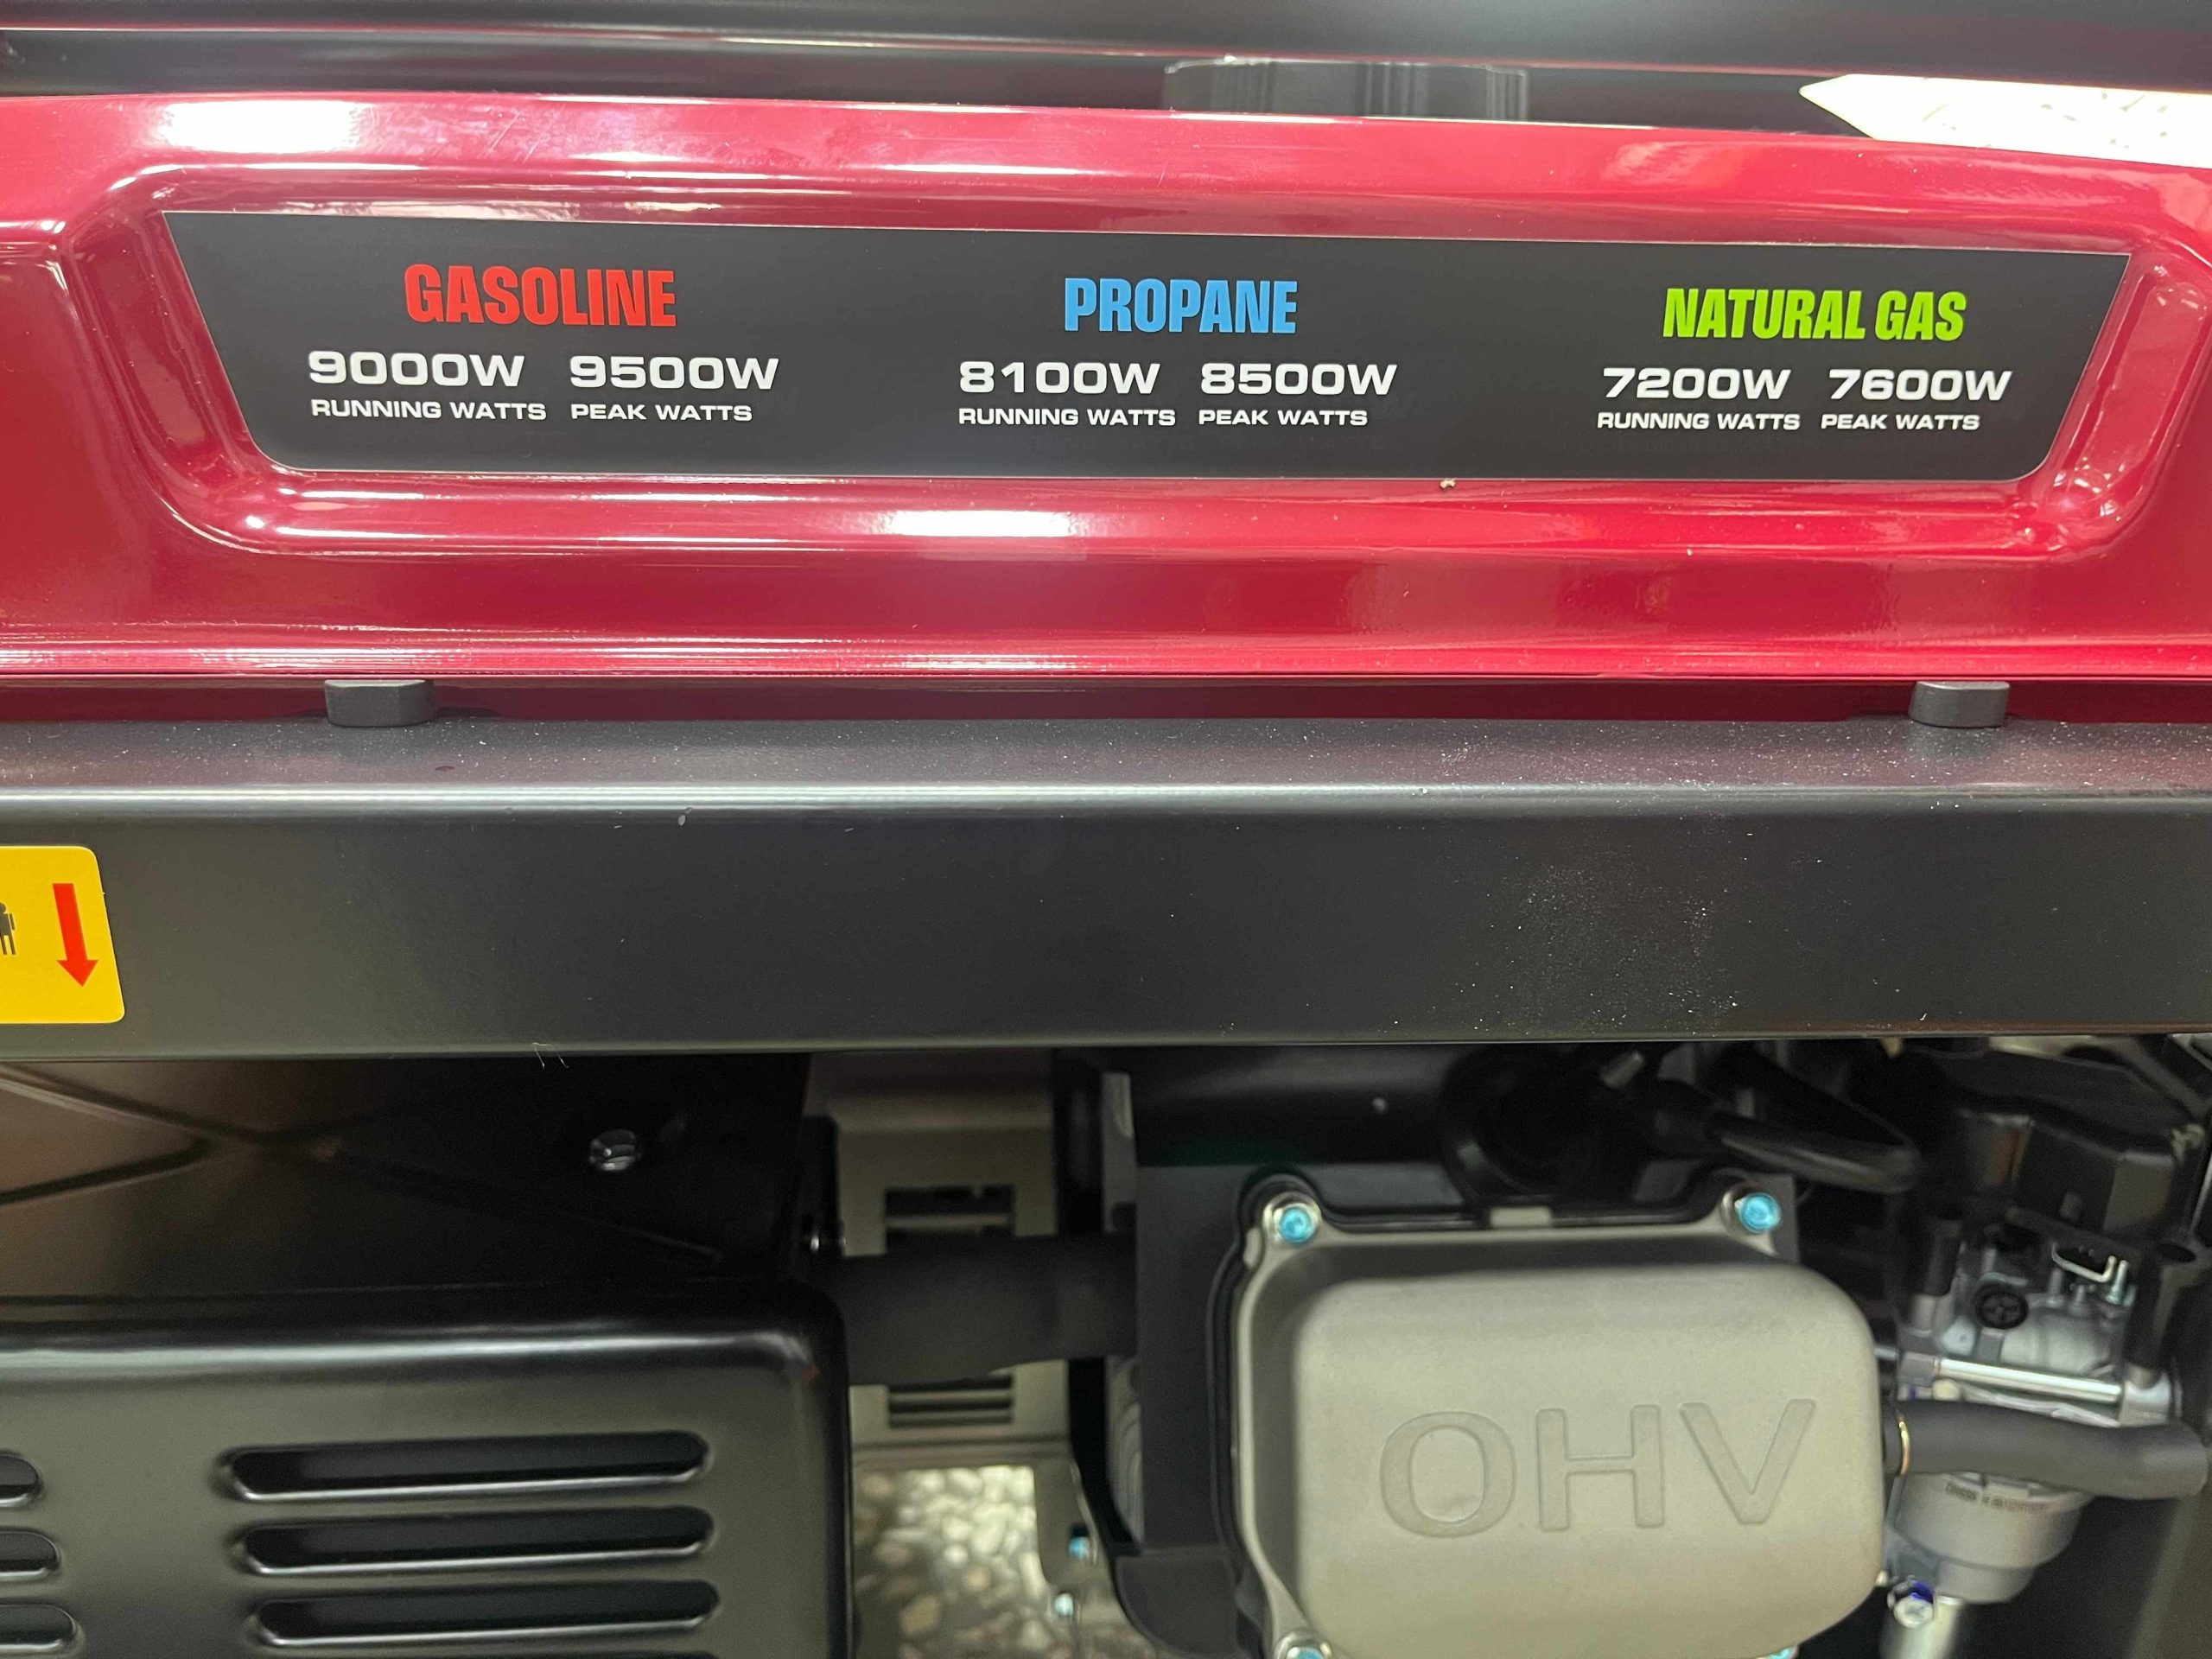 GASOLINE
9000W 9500W
RUNNING WATTS PEAK WATTS
PROPANE
8100W 8500W
RUNNING WATTS PEAK WATTS
NATURAL GAS
7200W 7600W
RUNNING WATTS PEAK WATTS
OHV